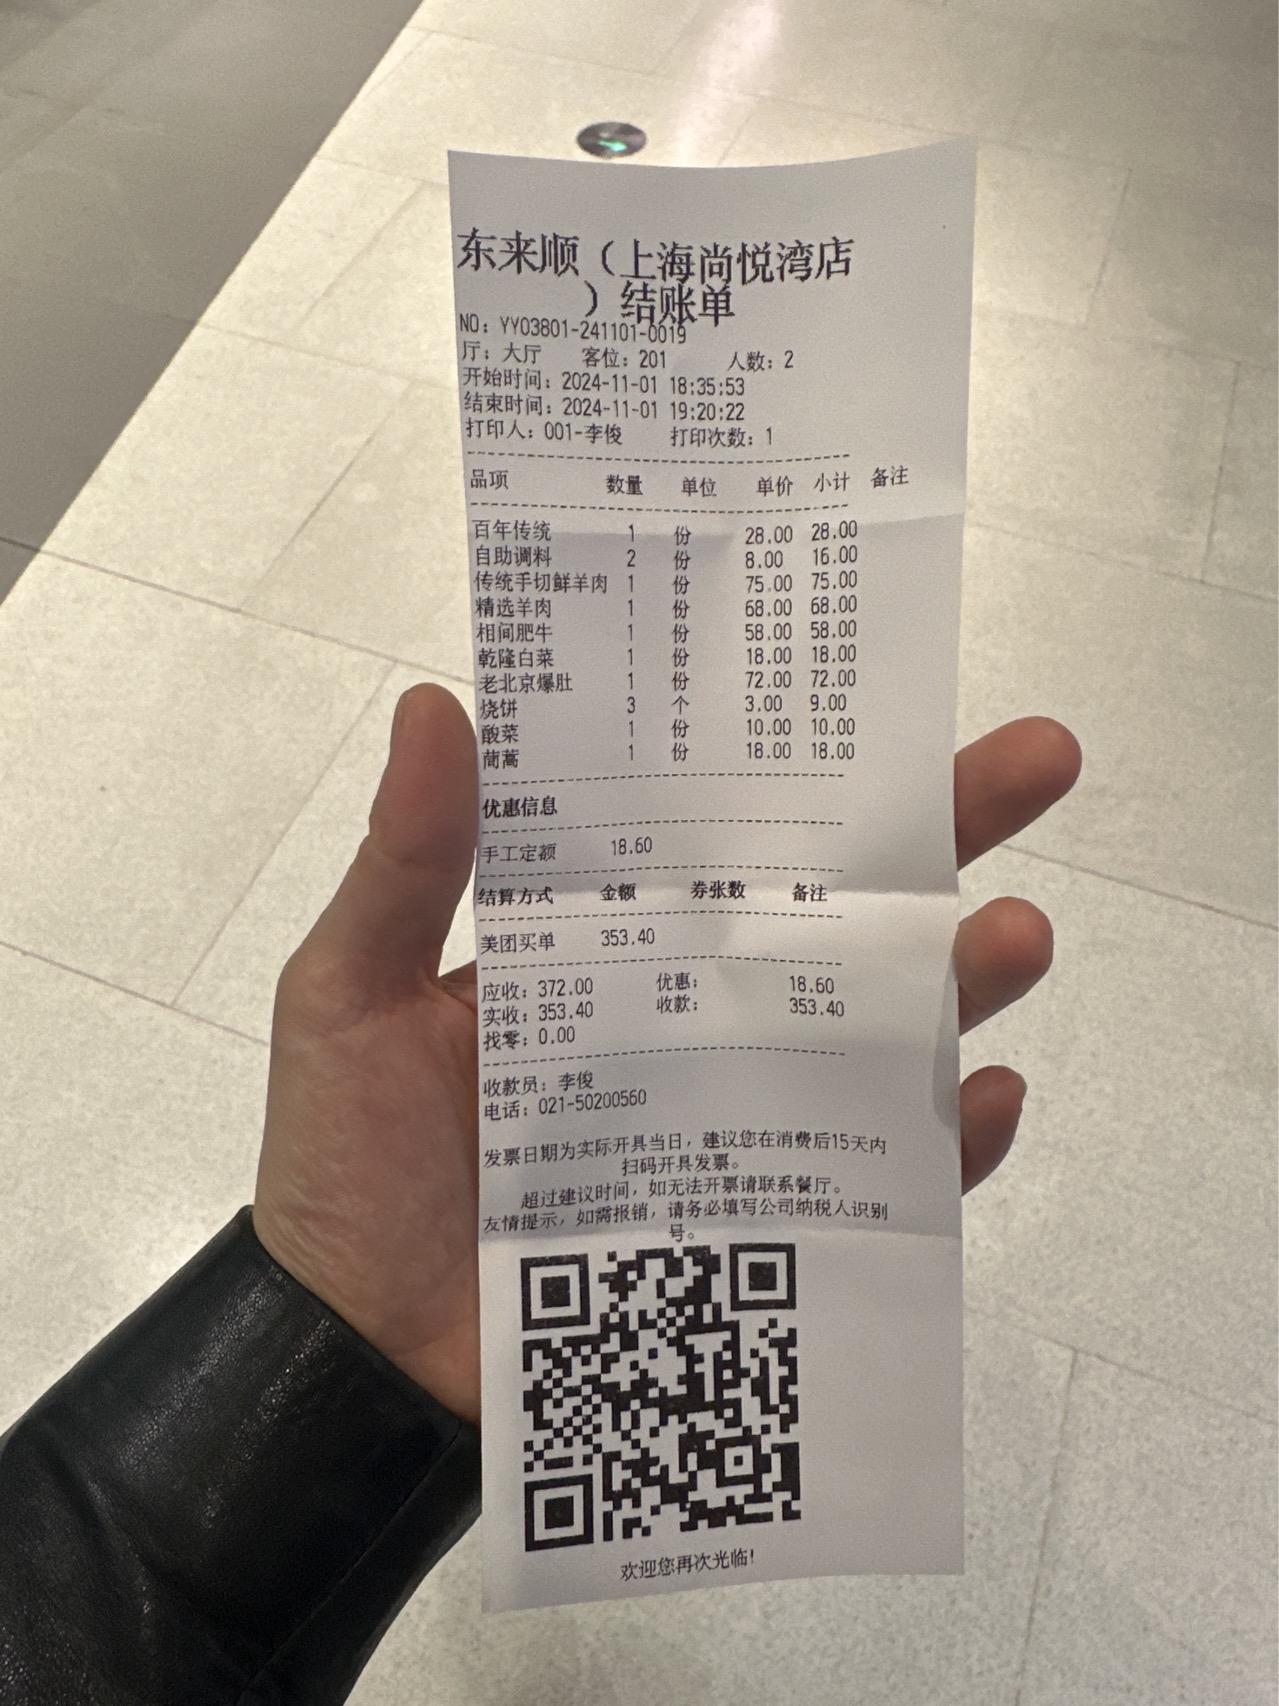 东来顺（上海尚悦湾店
）结账单
NO：YY03801-241101-0019
厅：大厅 客位：201 人数：2
开始时间：2024-11-01 18:35:53
结束时间：2024-11-01 19:20:22
打印人：001-李俊 打印次数：1
品项 数量 单位 单价 小计 备注
百年传统 1 份 28.00 28.00
自助调料 2 份 8.00 16.00
传统手切鲜羊肉 1 份 75.00 75.00
精选羊肉 1 份 68.00 68.00
相间肥牛 1 份 58.00 58.00
乾隆白菜 1 份 18.00 18.00
老北京爆肚 1 份 72.00 72.00
烧饼 3 个 3.00 9.00
酸菜 1 份 10.00 10.00
茼蒿 1 份 18.00 18.00
优惠信息
手工定额 18.60
结算方式 金额 券张数 备注
美团买单 353.40
应收：372.00 优惠： 18.60
实收：353.40 收款： 353.40
找零：0.00
收款员：李俊
电话：021-50200560
发票日期为实际开具当日，建议您在消费后15天内
扫码开具发票。
超过建议时间，如无法开票请联系餐厅。
友情提示，如需报销，请务必填写公司纳税人识别
号。
欢迎您再次光临！